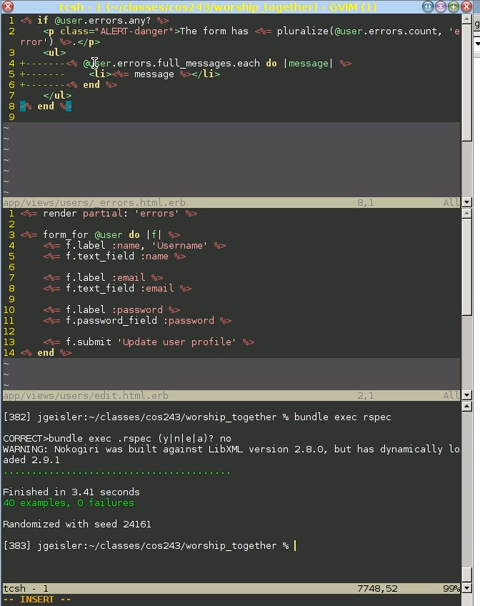 tcsh - 1 (~/classes/cos243/worship_together) - GVIM (1)
1 <% if @user.errors.any? %>
2     <p class="ALERT-danger">The form has <%= pluralize(@user.errors.count, 'e
rror') %>.</p>
3     <ul>
4 +-------<% @user.errors.full_messages.each do |message| %>
5 +-------    <li><%= message %></li>
6 +-------<% end %>
7     </ul>
8 <% end %>
9
~
~
~
~
~
~
app/views/users/_errors.html.erb 8,1 All
1 <%= render partial: 'errors' %>
2
3 <%= form_for @user do |f| %>
4     <%= f.label :name, 'Username' %>
5     <%= f.text_field :name %>
6
7     <%= f.label :email %>
8     <%= f.text_field :email %>
9
10     <%= f.label :password %>
11     <%= f.password_field :password %>
12
13     <%= f.submit 'Update user profile' %>
14 <% end %>
~
~
~
app/views/users/edit.html.erb 2,1 All
[382] jgeisler:~/classes/cos243/worship_together % bundle exec rspec
CORRECT>bundle exec .rspec (y|n|e|a)? no
WARNING: Nokogiri was built against LibXML version 2.8.0, but has dynamically lo
aded 2.9.1
........................................
Finished in 3.41 seconds
40 examples, 0 failures
Randomized with seed 24161
[383] jgeisler:~/classes/cos243/worship_together %
tcsh - 1 7748,52 99%
-- INSERT --